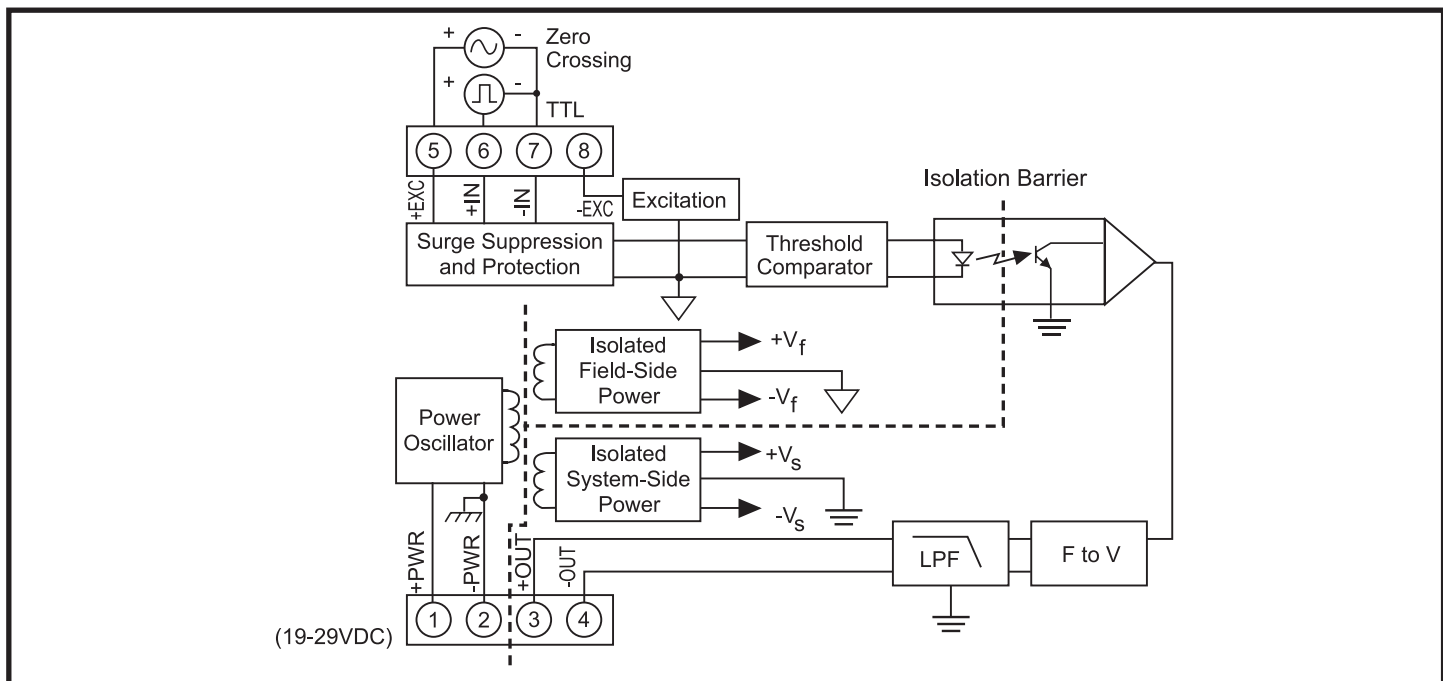 + - Zero
Crossing
+ -
TTL
5 6 7 8
+EXC
+IN
-IN
-EXC
Excitation
Isolation Barrier
Surge Suppression
and Protection
Threshold
Comparator
Isolated
Field-Side
Power
+Vf
-Vf
Power
Oscillator
Isolated
System-Side
Power
+Vs
-Vs
+PWR
-PWR
+OUT
-OUT
LPF
F to V
1 2 3 4
(19-29VDC)